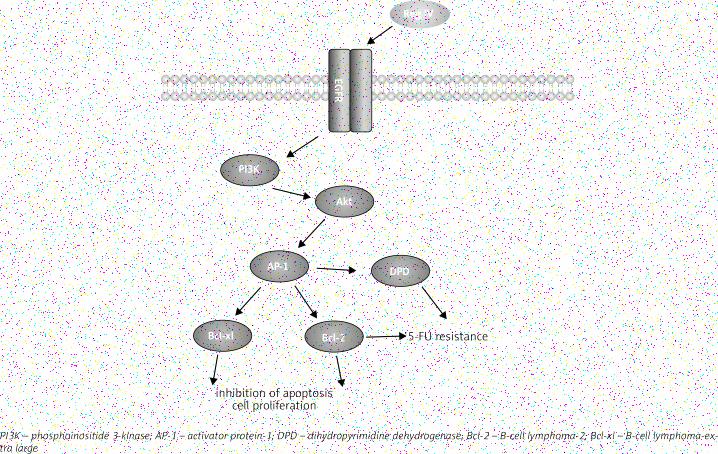 EGFR
PI3K
Akt
AP-1
DPD
Bcl-xl
Bcl-2
5-FU resistance
Inhibition of apoptosis
cell proliferation
PI3K – phosphoinositide 3-kinase; AP-1 – activator protein-1; DPD – dihydropyrimidine dehydrogenase; Bcl-2 – B-cell lymphoma-2; Bcl-xl – B-cell lymphoma-ex-
tra large